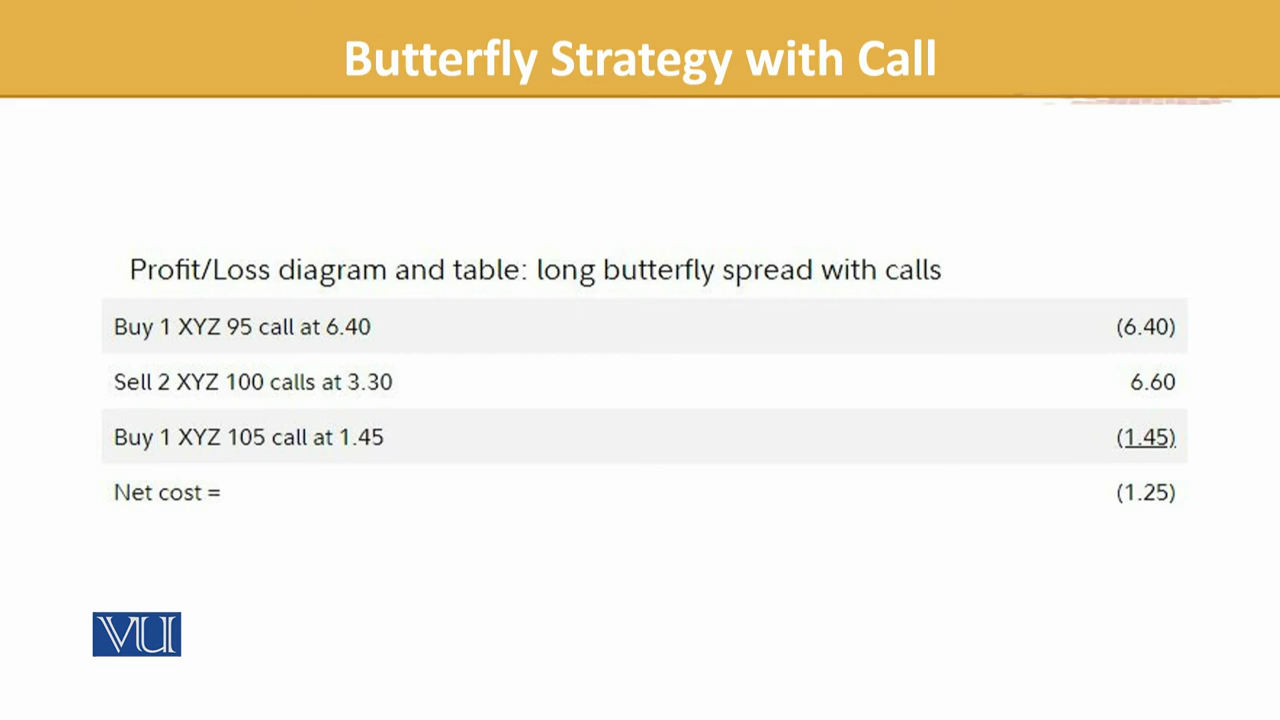 Butterfly Strategy with Call
Profit/Loss diagram and table: long butterfly spread with calls
Buy 1 XYZ 95 call at 6.40 (6.40)
Sell 2 XYZ 100 calls at 3.30 6.60
Buy 1 XYZ 105 call at 1.45 (1.45)
Net cost = (1.25)
VU